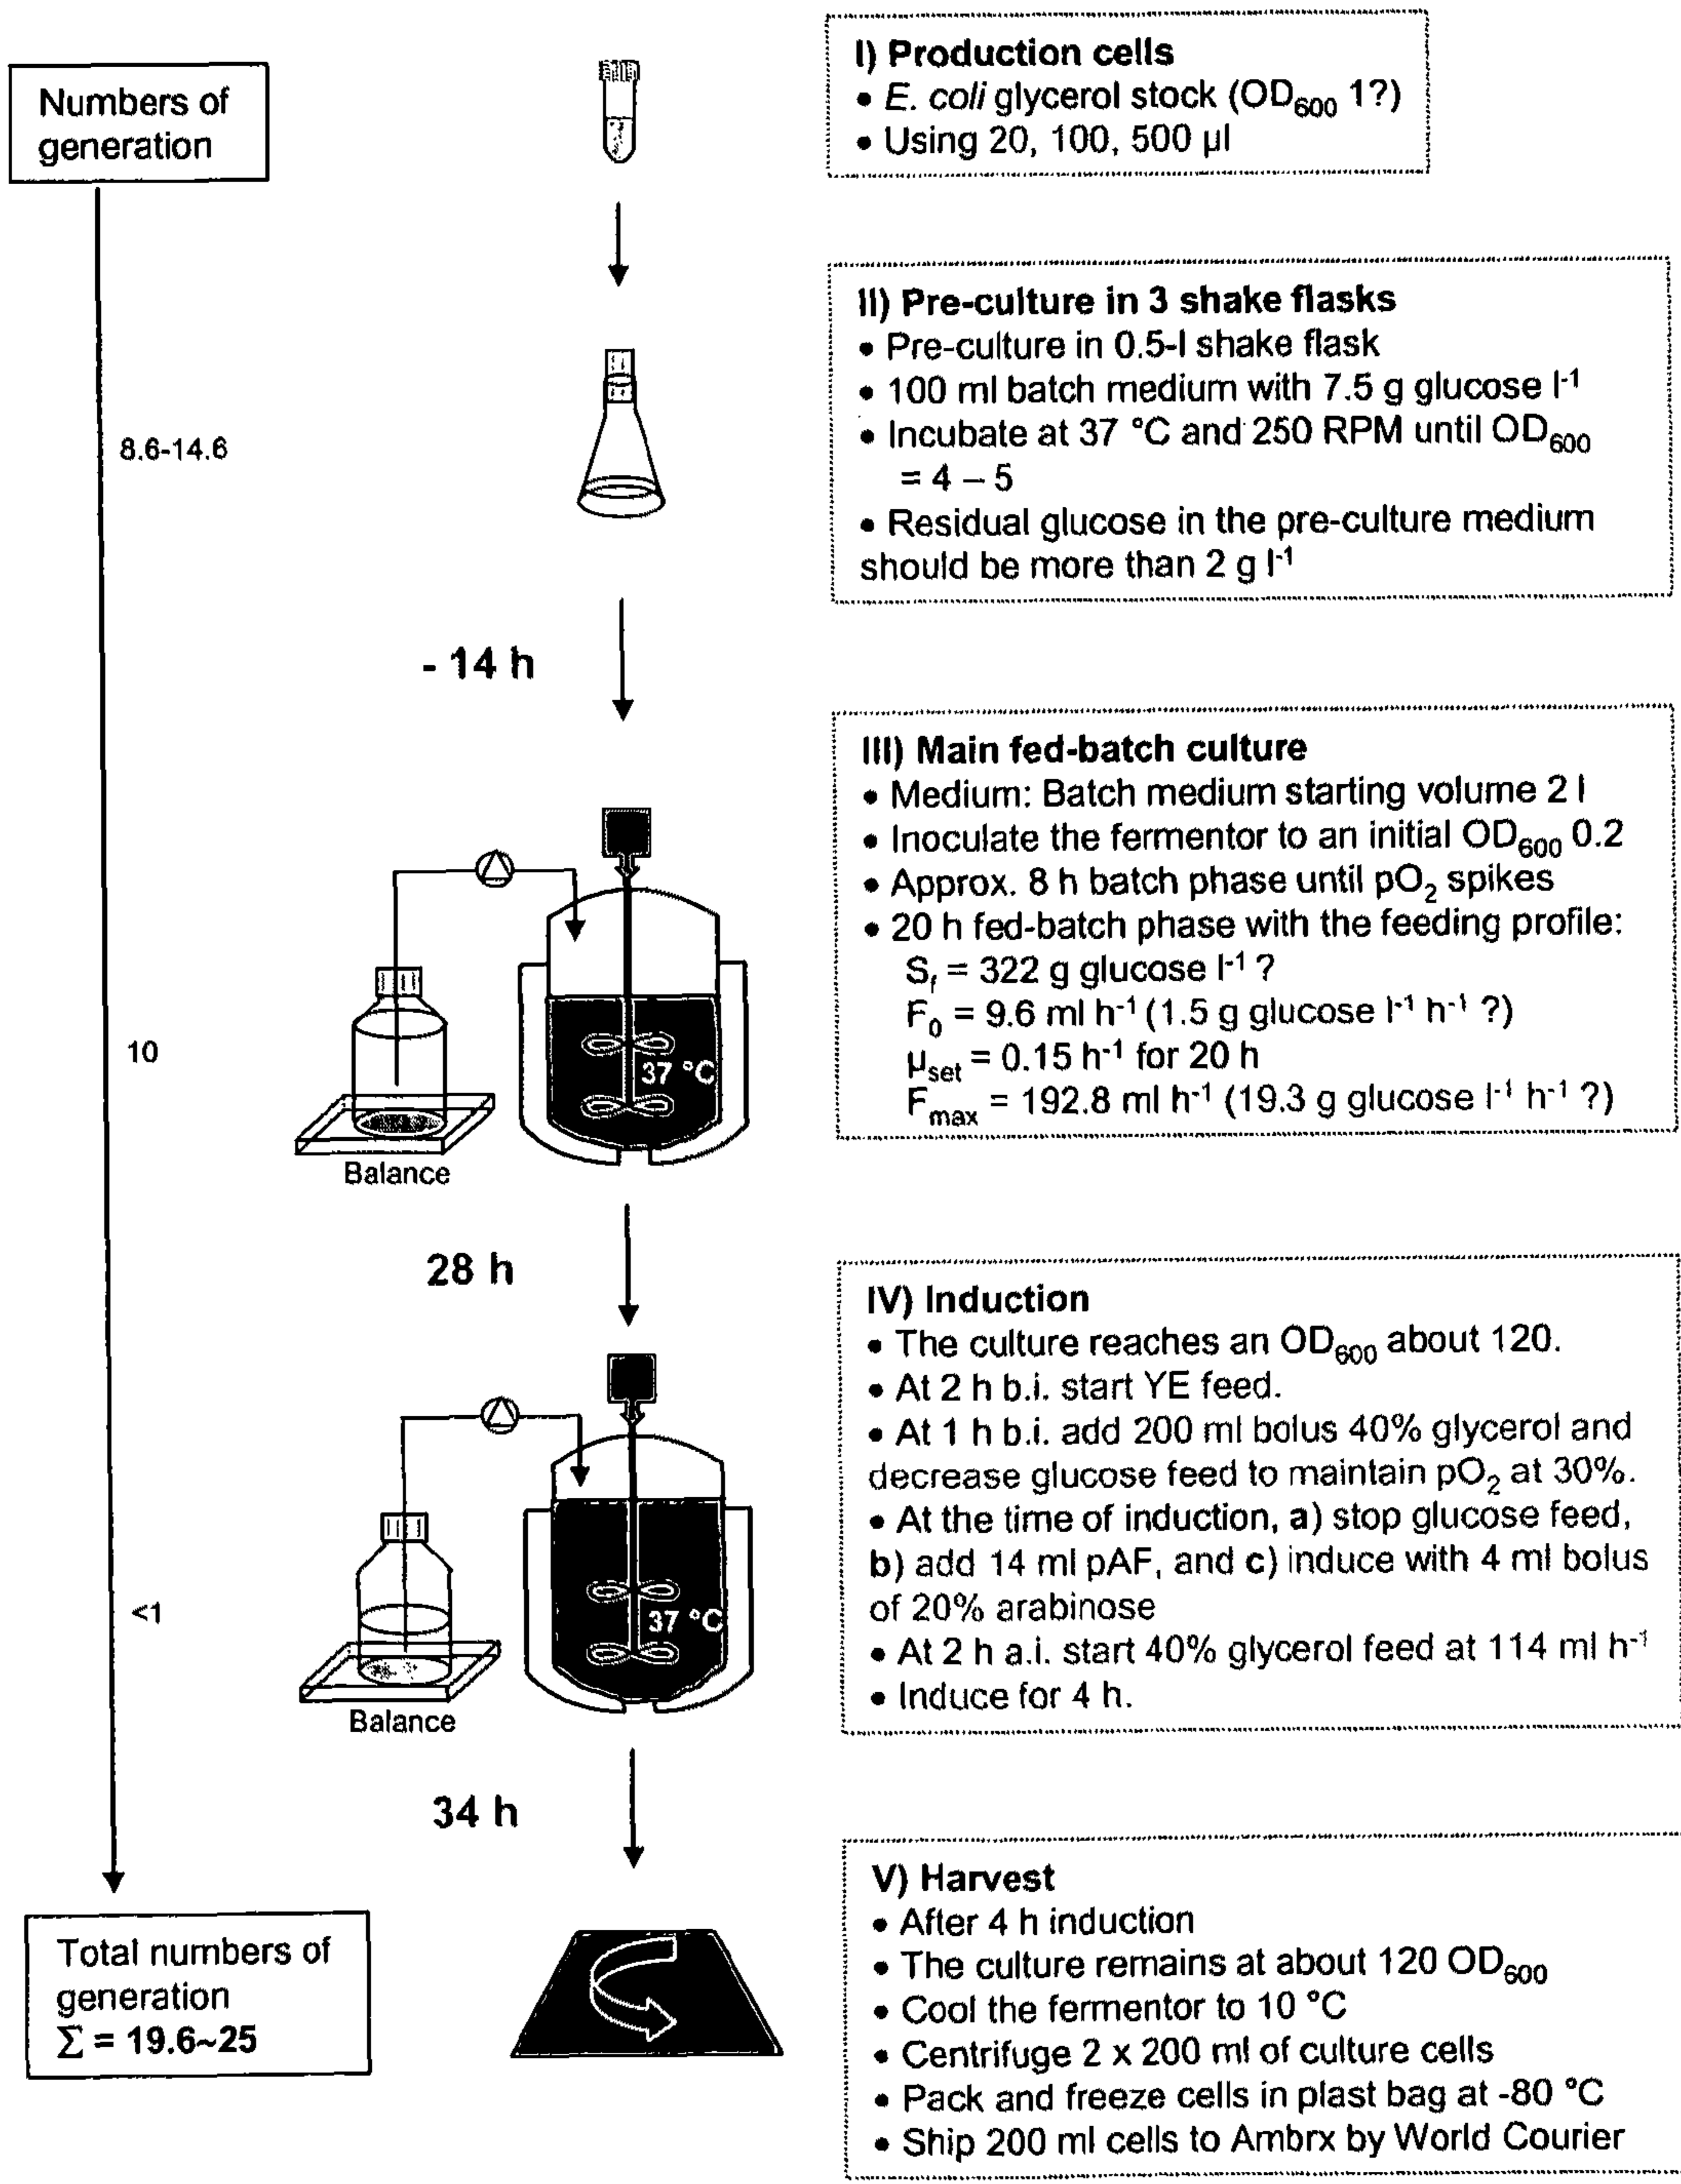 Numbers of
generation
I) Production cells
• E. coli glycerol stock (OD600 1?)
• Using 20, 100, 500 µl
II) Pre-culture in 3 shake flasks
• Pre-culture in 0.5-l shake flask
• 100 ml batch medium with 7.5 g glucose l-1
• Incubate at 37 °C and 250 RPM until OD600
= 4 – 5
• Residual glucose in the pre-culture medium
should be more than 2 g l-1
8.6-14.6
- 14 h
III) Main fed-batch culture
• Medium: Batch medium starting volume 2 l
• Inoculate the fermentor to an initial OD600 0.2
• Approx. 8 h batch phase until pO2 spikes
• 20 h fed-batch phase with the feeding profile:
Sf = 322 g glucose l-1 ?
F0 = 9.6 ml h-1 (1.5 g glucose l-1 h-1 ?)
µset = 0.15 h-1 for 20 h
Fmax = 192.8 ml h-1 (19.3 g glucose l-1 h-1 ?)
10
37 °C
Balance
28 h
IV) Induction
• The culture reaches an OD600 about 120.
• At 2 h b.i. start YE feed.
• At 1 h b.i. add 200 ml bolus 40% glycerol and
decrease glucose feed to maintain pO2 at 30%.
• At the time of induction, a) stop glucose feed,
b) add 14 ml pAF, and c) induce with 4 ml bolus
of 20% arabinose
• At 2 h a.i. start 40% glycerol feed at 114 ml h-1
• Induce for 4 h.
<1
37 °C
Balance
34 h
V) Harvest
• After 4 h induction
• The culture remains at about 120 OD600
• Cool the fermentor to 10 °C
• Centrifuge 2 x 200 ml of culture cells
• Pack and freeze cells in plast bag at -80 °C
• Ship 200 ml cells to Ambrx by World Courier
Total numbers of
generation
Σ = 19.6~25